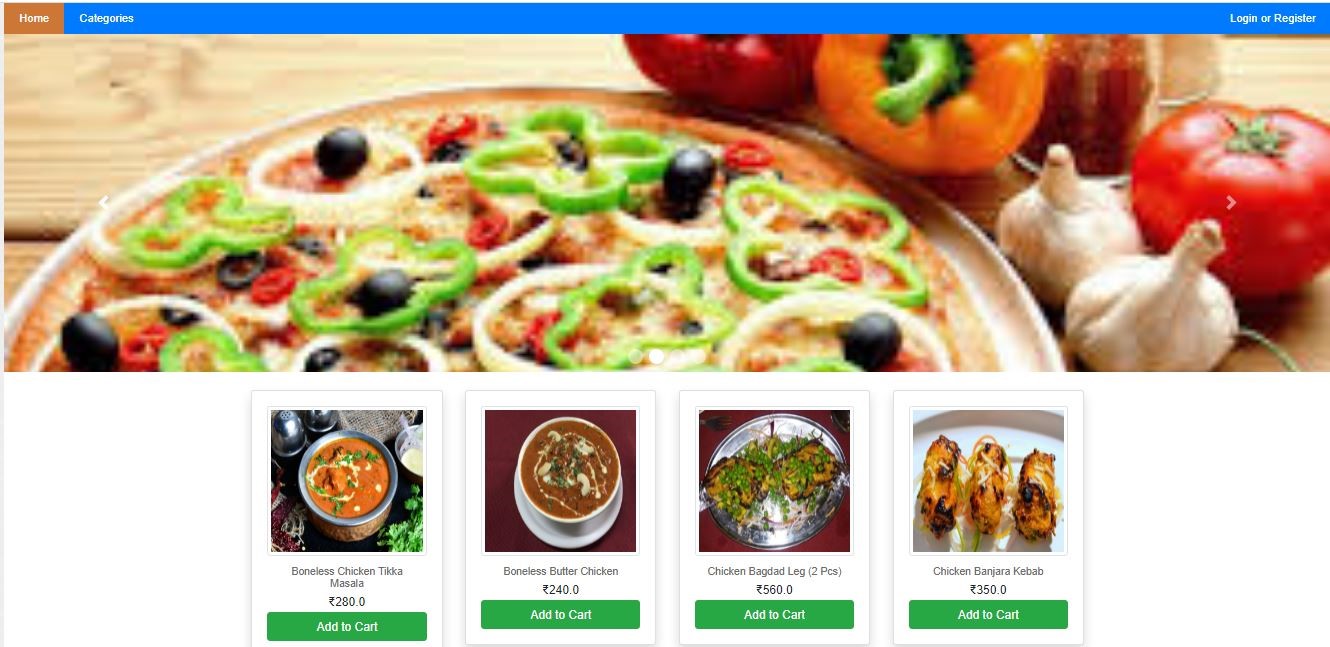 Home Categories Login or Register
Boneless Chicken Tikka
Masala
₹280.0
Add to Cart
Boneless Butter Chicken
₹240.0
Add to Cart
Chicken Bagdad Leg (2 Pcs)
₹560.0
Add to Cart
Chicken Banjara Kebab
₹350.0
Add to Cart